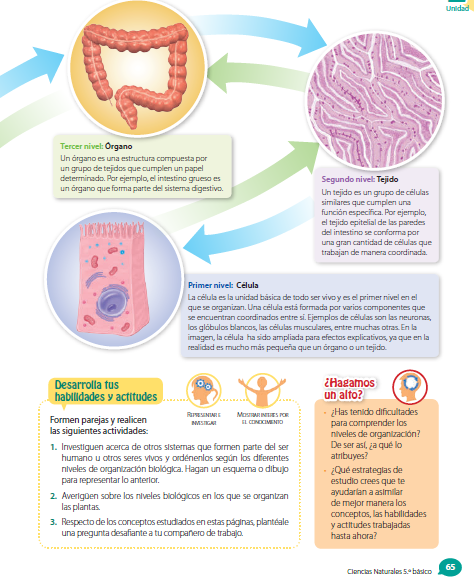 Unidad
Tercer nivel: Órgano
Un órgano es una estructura compuesta por
un grupo de tejidos que cumplen un papel
determinado. Por ejemplo, el intestino grueso es
un órgano que forma parte del sistema digestivo.
Segundo nivel: Tejido
Un tejido es un grupo de células
similares que cumplen una
función específica. Por ejemplo,
el tejido epitelial de las paredes
del intestino se conforma por
una gran cantidad de células que
trabajan de manera coordinada.
Primer nivel: Célula
La célula es la unidad básica de todo ser vivo y es el primer nivel en el
que se organizan. Una célula está formada por varios componentes que
se encuentran coordinados entre sí. Ejemplos de células son las neuronas,
los glóbulos blancos, las células musculares, entre muchas otras. En la
imagen, la célula ha sido ampliada para efectos explicativos, ya que en la
realidad es mucho más pequeña que un órgano o un tejido.
Desarrolla tus
habilidades y actitudes
REPRESENTAR E
INVESTIGAR
MOSTRAR INTERÉS POR
EL CONOCIMIENTO
Formen parejas y realicen
las siguientes actividades:
1. Investiguen acerca de otros sistemas que formen parte del ser
humano u otros seres vivos y ordénenlos según los diferentes
niveles de organización biológica. Hagan un esquema o dibujo
para representar lo anterior.
2. Averigüen sobre los niveles biológicos en los que se organizan
las plantas.
3. Respecto de los conceptos estudiados en estas páginas, plantéale
una pregunta desafiante a tu compañero de trabajo.
¿Hagamos
un alto?
• ¿Has tenido dificultades
para comprender los
niveles de organización?
De ser así, ¿a qué lo
atribuyes?
• ¿Qué estrategias de
estudio crees que te
ayudarían a asimilar
de mejor manera los
conceptos, las habilidades
y actitudes trabajadas
hasta ahora?
Ciencias Naturales 5.º básico
65